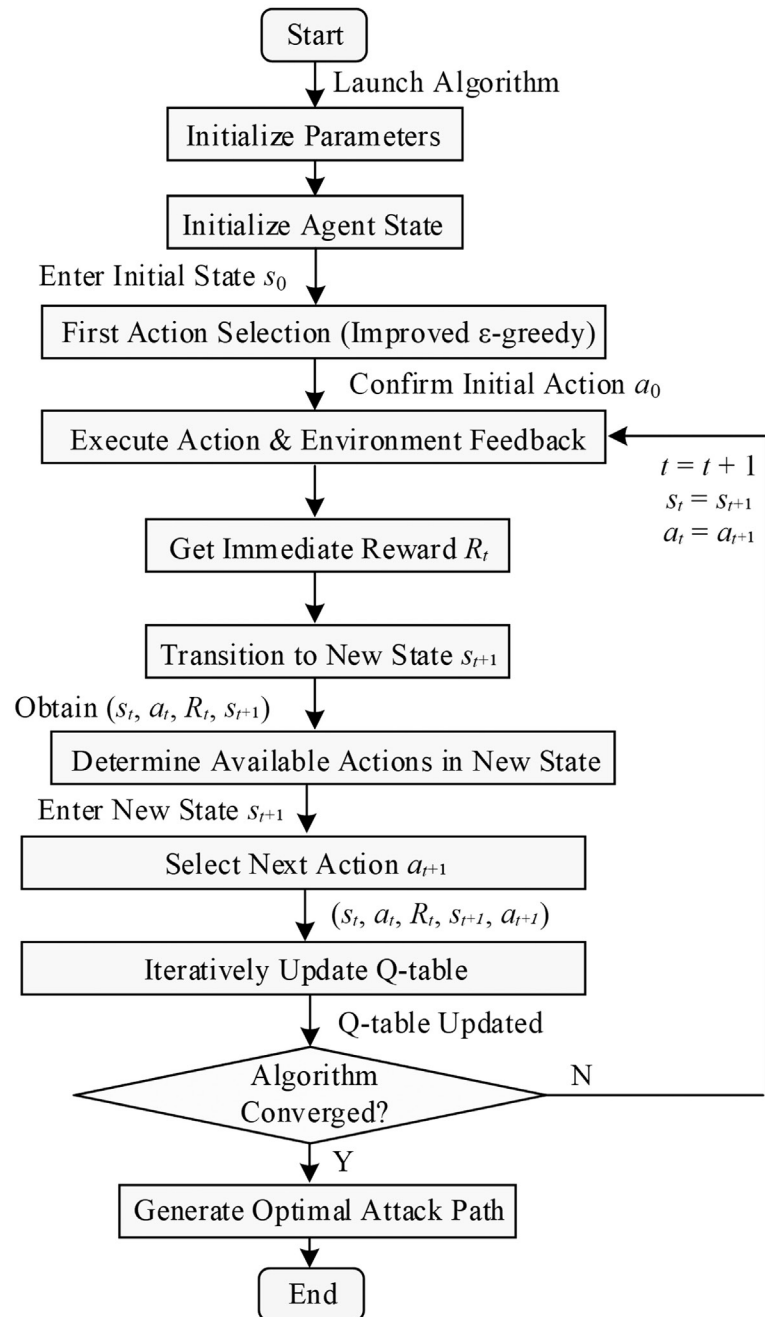 Start
Launch Algorithm
Initialize Parameters
Initialize Agent State
Enter Initial State s₀
First Action Selection (Improved ε-greedy)
Confirm Initial Action a₀
Execute Action & Environment Feedback
t = t + 1
sₜ = sₜ₊₁
aₜ = aₜ₊₁
Get Immediate Reward Rₜ
Transition to New State sₜ₊₁
Obtain (sₜ, aₜ, Rₜ, sₜ₊₁)
Determine Available Actions in New State
Enter New State sₜ₊₁
Select Next Action aₜ₊₁
(sₜ, aₜ, Rₜ, sₜ₊₁, aₜ₊₁)
Iteratively Update Q-table
Q-table Updated
Algorithm
Converged?
N
Y
Generate Optimal Attack Path
End